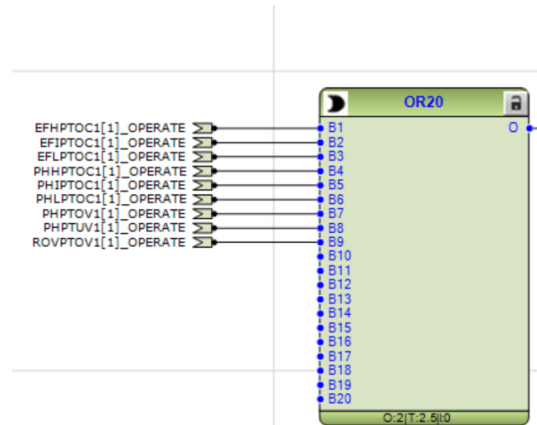 OR20
EFHPTOC1[1]_OPERATE B1 O
EFIPTOC1[1]_OPERATE B2
EFLPTOC1[1]_OPERATE B3
PHHPTOC1[1]_OPERATE B4
PHIPTOC1[1]_OPERATE B5
PHLPTOC1[1]_OPERATE B6
PHPTOV1[1]_OPERATE B7
PHPTUV1[1]_OPERATE B8
ROVPTOV1[1]_OPERATE B9
B10
B11
B12
B13
B14
B15
B16
B17
B18
B19
B20
O:2|T:2.5|I:0